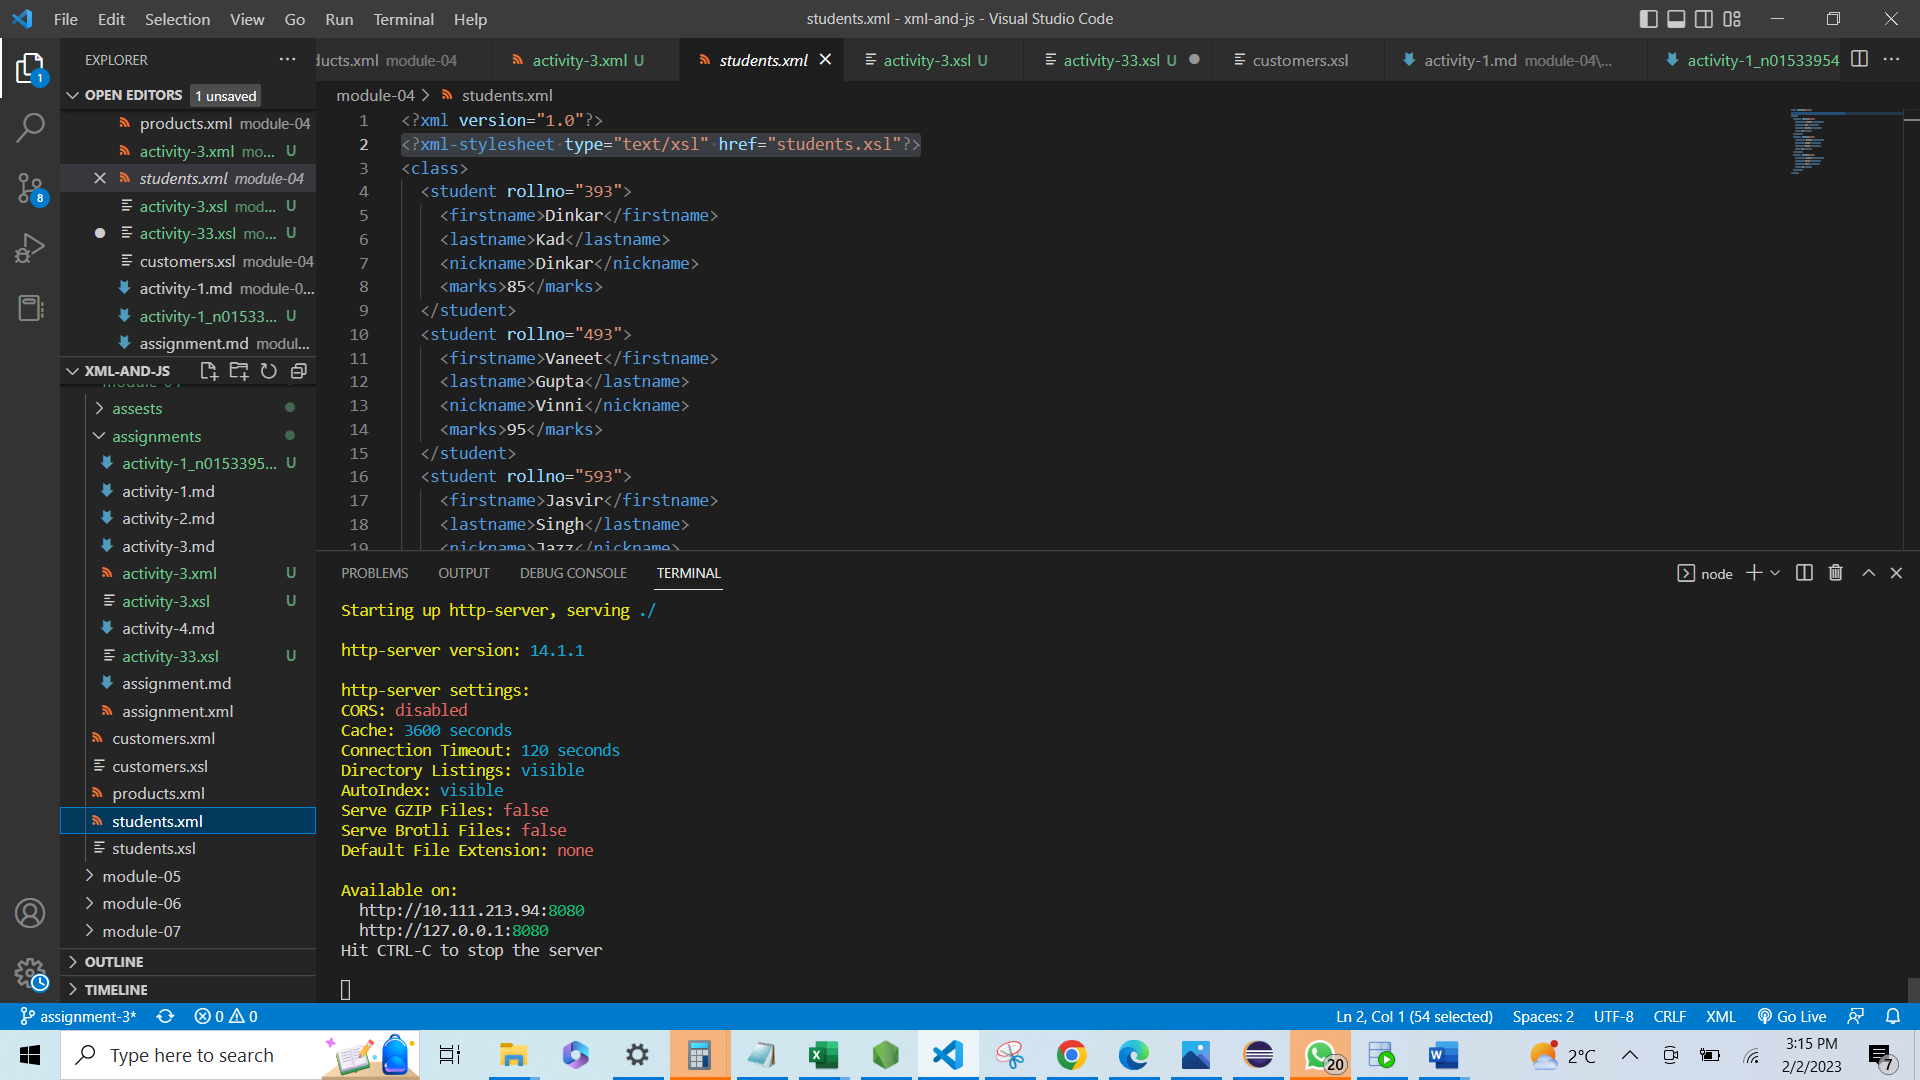 File Edit Selection View Go Run Terminal Help
students.xml - xml-and-js - Visual Studio Code
EXPLORER
ducts.xml module-04
activity-3.xml U
students.xml
activity-3.xsl U
activity-33.xsl U
customers.xsl
activity-1.md module-04\...
activity-1_n01533954
OPEN EDITORS 1 unsaved
products.xml module-04
activity-3.xml mo... U
students.xml module-04
activity-3.xsl mod... U
activity-33.xsl mo... U
customers.xsl module-04
activity-1.md module-0...
activity-1_n01533... U
assignment.md modul...
XML-AND-JS
assests
assignments
activity-1_n0153395... U
activity-1.md
activity-2.md
activity-3.md
activity-3.xml U
activity-3.xsl U
activity-4.md
activity-33.xsl U
assignment.md
assignment.xml
customers.xml
customers.xsl
products.xml
students.xml
students.xsl
module-05
module-06
module-07
OUTLINE
TIMELINE
1
8
module-04 > students.xml
1 <?xml version="1.0"?>
2 <?xml-stylesheet type="text/xsl" href="students.xsl"?>
3 <class>
4 <student rollno="393">
5 <firstname>Dinkar</firstname>
6 <lastname>Kad</lastname>
7 <nickname>Dinkar</nickname>
8 <marks>85</marks>
9 </student>
10 <student rollno="493">
11 <firstname>Vaneet</firstname>
12 <lastname>Gupta</lastname>
13 <nickname>Vinni</nickname>
14 <marks>95</marks>
15 </student>
16 <student rollno="593">
17 <firstname>Jasvir</firstname>
18 <lastname>Singh</lastname>
19 <nickname>Jazz</nickname>
PROBLEMS OUTPUT DEBUG CONSOLE TERMINAL
node
Starting up http-server, serving ./
http-server version: 14.1.1
http-server settings:
CORS: disabled
Cache: 3600 seconds
Connection Timeout: 120 seconds
Directory Listings: visible
AutoIndex: visible
Serve GZIP Files: false
Serve Brotli Files: false
Default File Extension: none
Available on:
http://10.111.213.94:8080
http://127.0.0.1:8080
Hit CTRL-C to stop the server
assignment-3* 0 0
Ln 2, Col 1 (54 selected) Spaces: 2 UTF-8 CRLF XML Go Live
Type here to search
20
2°C
3:15 PM
2/2/2023
7